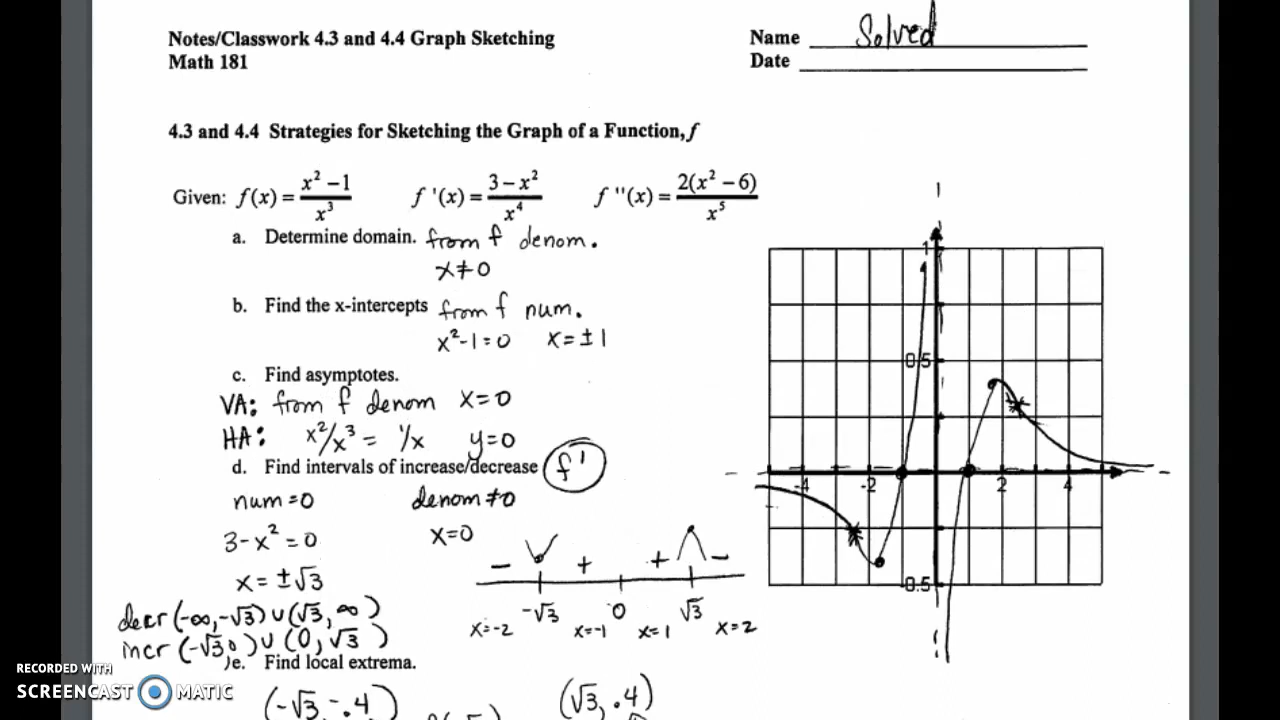 Notes/Classwork 4.3 and 4.4 Graph Sketching
Math 181
Name Solved
Date
4.3 and 4.4 Strategies for Sketching the Graph of a Function, f
Given: f(x) = (x² − 1)/x³   f '(x) = (3 − x²)/x⁴   f ''(x) = 2(x² − 6)/x⁵
a. Determine domain. from f denom.
x ≠ 0
b. Find the x-intercepts from f num.
x² - 1 = 0   x = ± 1
c. Find asymptotes.
VA: from f denom x = 0
HA: x²/x³ = 1/x   y = 0
d. Find intervals of increase/decrease f'
num = 0   denom ≠ 0
3 - x² = 0   x = 0
x = ± √3
− + + −
-√3 0 √3
x=-2 x=-1 x=1 x=2
decr (-∞, -√3) ∪ (√3, ∞)
incr (-√3, 0) ∪ (0, √3)
e. Find local extrema.
(-√3, -.4)   (√3, .4)
1
0.5
-4 -2 2 4
-0.5
RECORDED WITH
SCREENCAST MATIC